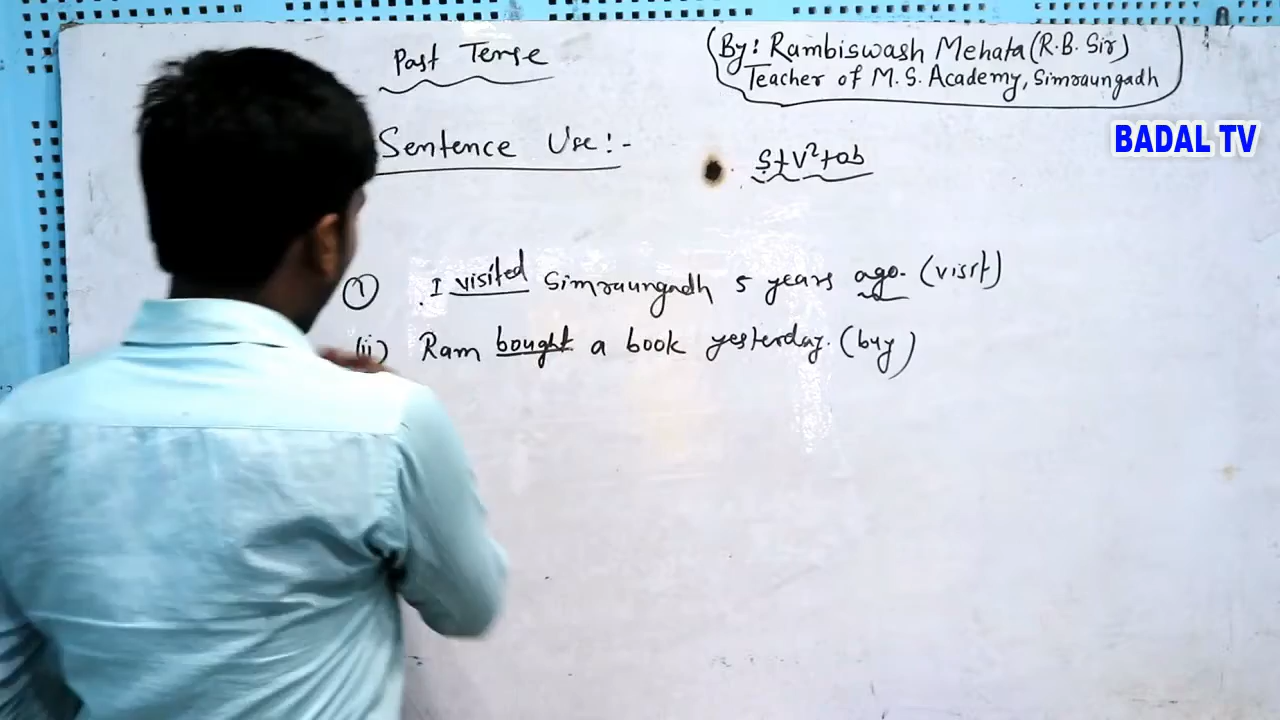 Past Tense
(By: Rambiswash Mehata (R.B. Sir)
Teacher of M. S. Academy, Simraungadh
BADAL TV
Sentence Use:-
S+V²+ob
(i) I visited Simraungadh 5 years ago. (visit)
(ii) Ram bought a book yesterday. (buy)